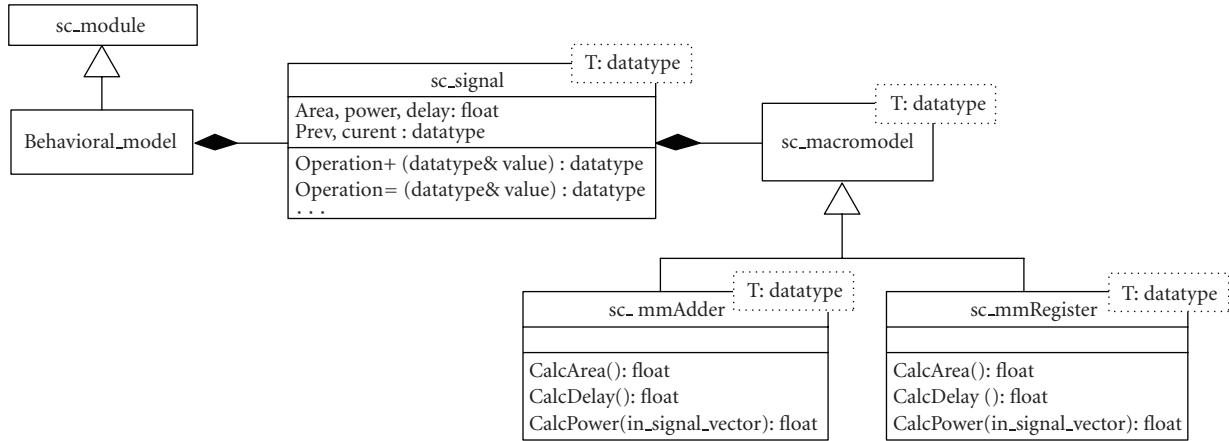 sc_module
Behavioral_model
T: datatype
sc_signal
Area, power, delay: float
Prev, curent : datatype
Operation+ (datatype& value) : datatype
Operation= (datatype& value) : datatype
. . .
T: datatype
sc_macromodel
T: datatype
sc_ mmAdder
CalcArea(): float
CalcDelay(): float
CalcPower(in_signal_vector): float
T: datatype
sc_mmRegister
CalcArea(): float
CalcDelay (): float
CalcPower(in_signal_vector): float